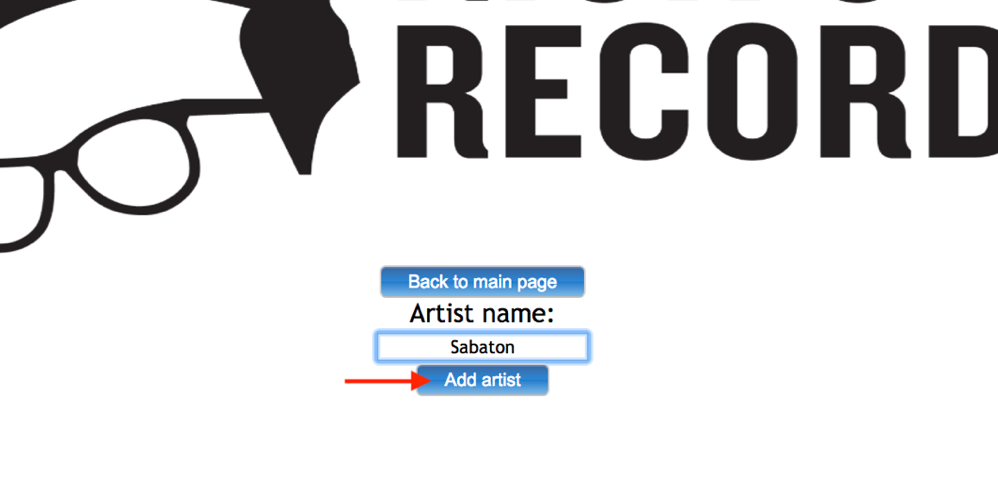 RECORD
Back to main page
Artist name:
Sabaton
Add artist